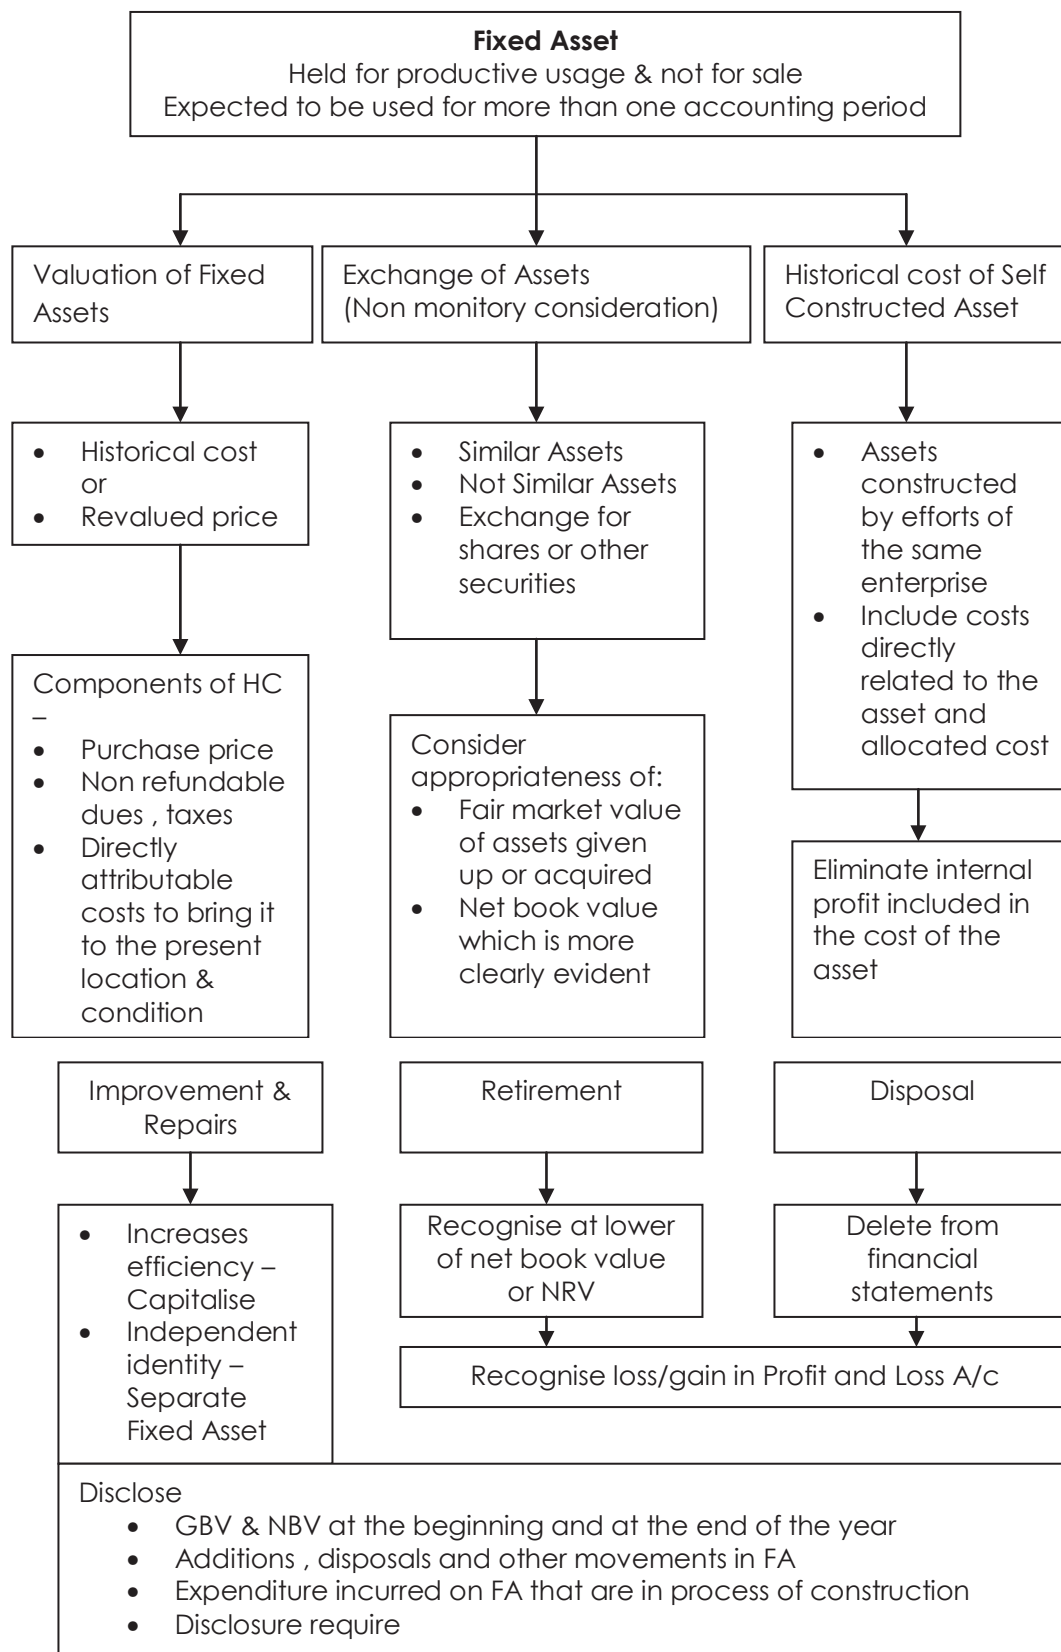 Fixed Asset
Held for productive usage & not for sale
Expected to be used for more than one accounting period
Valuation of Fixed
Assets
Exchange of Assets
(Non monitory consideration)
Historical cost of Self
Constructed Asset
• Historical cost
or
• Revalued price
• Similar Assets
• Not Similar Assets
• Exchange for
shares or other
securities
• Assets
constructed
by efforts of
the same
enterprise
• Include costs
directly
related to the
asset and
allocated cost
Components of HC
–
• Purchase price
• Non refundable
dues , taxes
• Directly
attributable
costs to bring it
to the present
location &
condition
Consider
appropriateness of:
• Fair market value
of assets given
up or acquired
• Net book value
which is more
clearly evident
Eliminate internal
profit included in
the cost of the
asset
Improvement &
Repairs
Retirement
Disposal
• Increases
efficiency –
Capitalise
• Independent
identity –
Separate
Fixed Asset
Recognise at lower
of net book value
or NRV
Delete from
financial
statements
Recognise loss/gain in Profit and Loss A/c
Disclose
• GBV & NBV at the beginning and at the end of the year
• Additions , disposals and other movements in FA
• Expenditure incurred on FA that are in process of construction
• Disclosure require